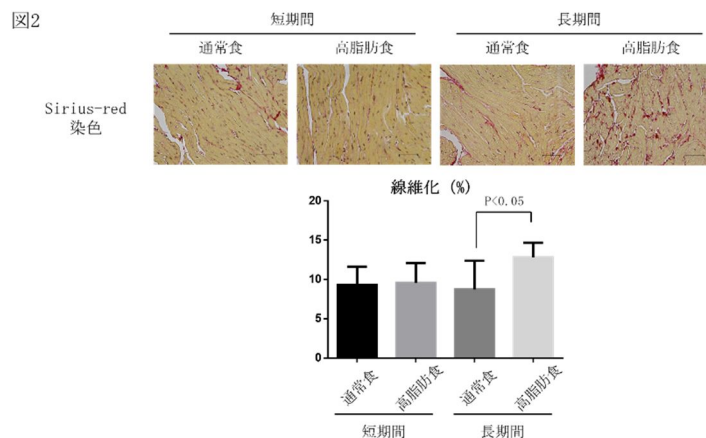 図2
短期間
長期間
通常食
高脂肪食
通常食
高脂肪食
Sirius-red
染色
線維化 (%)
P<0.05
20
15
10
5
0
通常食
高脂肪食
通常食
高脂肪食
短期間
長期間